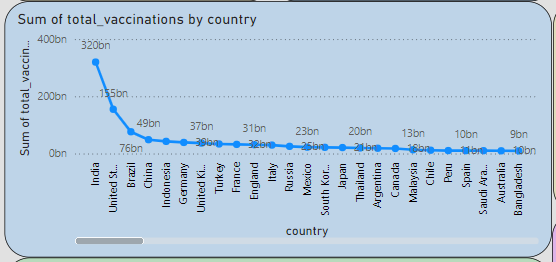 Sum of total_vaccinations by country
400bn
200bn
0bn
Sum of total_vaccin...
320bn
155bn
76bn
49bn
37bn
31bn
23bn
20bn
13bn
10bn
9bn
10bn
India
United St...
Brazil
China
Indonesia
Germany
United Ki...
Turkey
France
England
Italy
Russia
Mexico
South Kor...
Japan
Thailand
Argentina
Canada
Malaysia
Chile
Peru
Spain
Saudi Ara...
Australia
Bangladesh
country